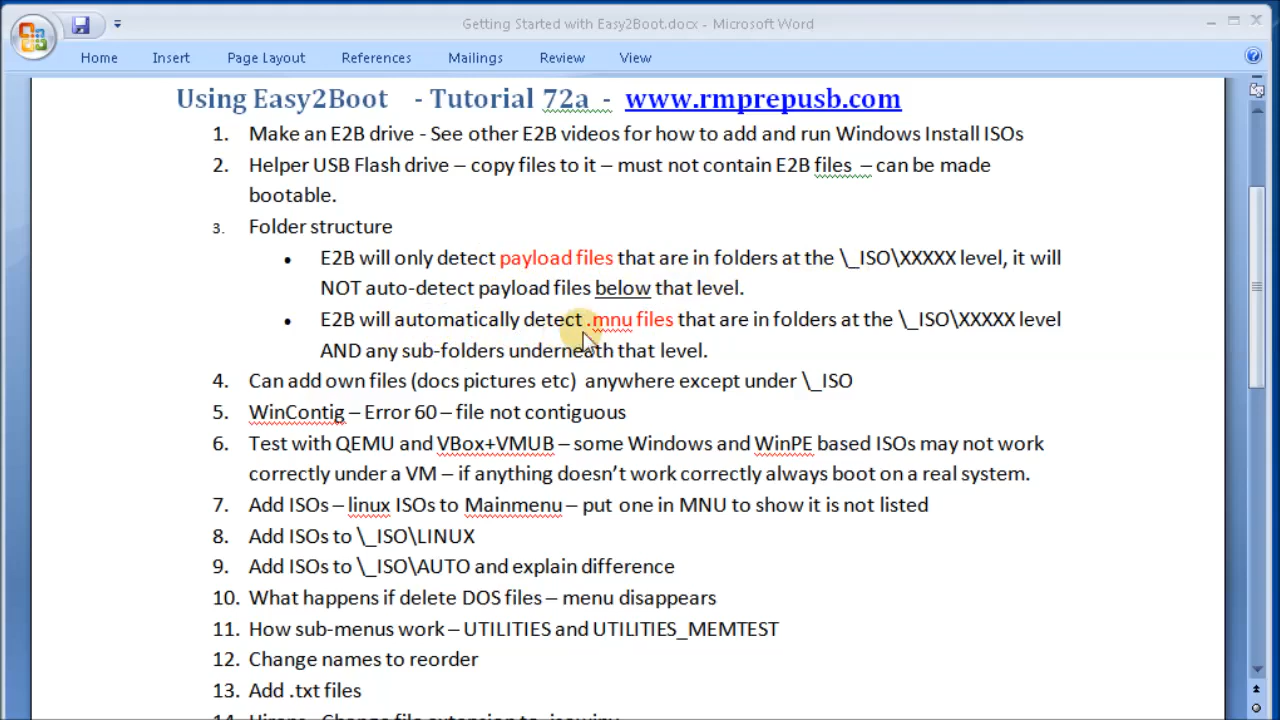 Getting Started with Easy2Boot.docx - Microsoft Word
Home Insert Page Layout References Mailings Review View
Using Easy2Boot - Tutorial 72a - www.rmprepusb.com
1. Make an E2B drive - See other E2B videos for how to add and run Windows Install ISOs
2. Helper USB Flash drive – copy files to it – must not contain E2B files – can be made
bootable.
3. Folder structure
• E2B will only detect payload files that are in folders at the \_ISO\XXXXX level, it will
NOT auto-detect payload files below that level.
• E2B will automatically detect .mnu files that are in folders at the \_ISO\XXXXX level
AND any sub-folders underneath that level.
4. Can add own files (docs pictures etc) anywhere except under \_ISO
5. WinContig – Error 60 – file not contiguous
6. Test with QEMU and VBox+VMUB – some Windows and WinPE based ISOs may not work
correctly under a VM – if anything doesn’t work correctly always boot on a real system.
7. Add ISOs – linux ISOs to Mainmenu – put one in MNU to show it is not listed
8. Add ISOs to \_ISO\LINUX
9. Add ISOs to \_ISO\AUTO and explain difference
10. What happens if delete DOS files – menu disappears
11. How sub-menus work – UTILITIES and UTILITIES_MEMTEST
12. Change names to reorder
13. Add .txt files